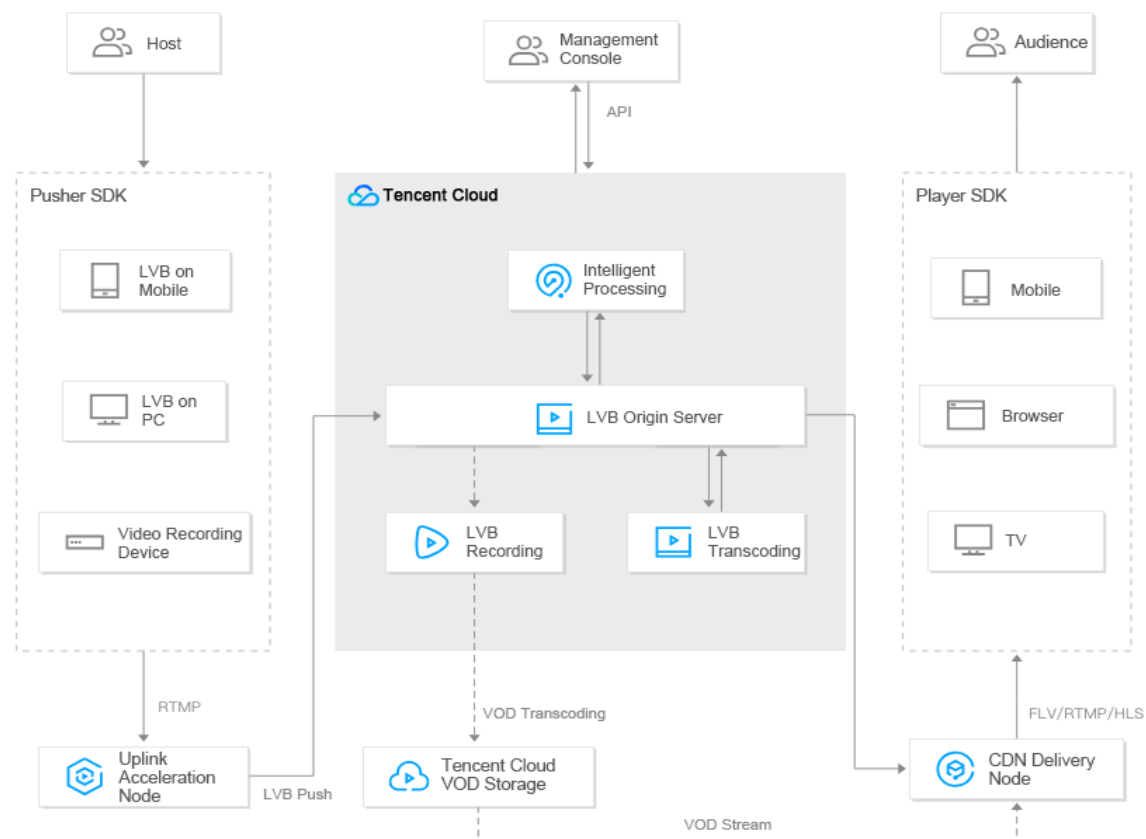 Host
Management
Console
Audience
API
Pusher SDK
Tencent Cloud
Player SDK
LVB on
Mobile
Intelligent
Processing
Mobile
LVB on
PC
LVB Origin Server
Browser
Video Recording
Device
LVB
Recording
LVB
Transcoding
TV
RTMP
VOD Transcoding
FLV/RTMP/HLS
Uplink
Acceleration
Node
LVB Push
Tencent Cloud
VOD Storage
CDN Delivery
Node
VOD Stream